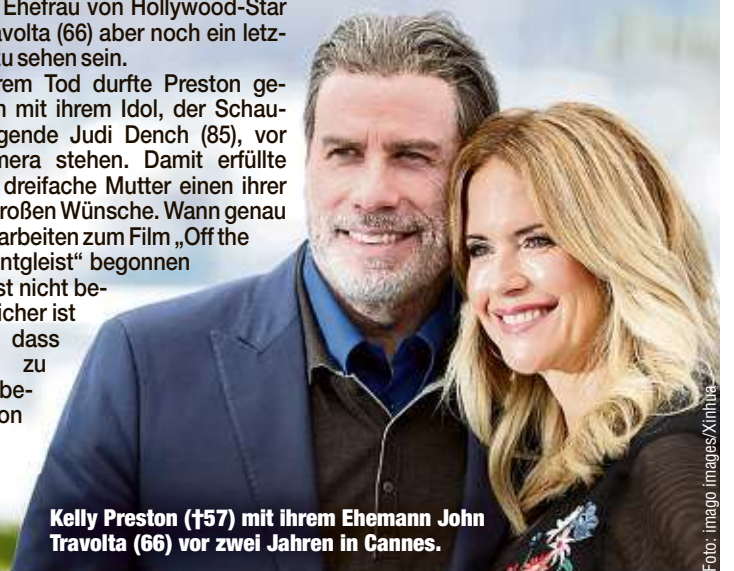 Ehefrau von Hollywood-Star
avolta (66) aber noch ein letz-
u sehen sein.
rem Tod durfte Preston ge-
n mit ihrem Idol, der Schau-
gende Judi Dench (85), vor
mera stehen. Damit erfüllte
dreifache Mutter einen ihrer
roßen Wünsche. Wann genau
arbeiten zum Film „Off the
ntgleist“ begonnen
st nicht be-
icher ist
dass
zu
be-
on
Kelly Preston (†57) mit ihrem Ehemann John
Travolta (66) vor zwei Jahren in Cannes.
Foto: imago images/Xinhua